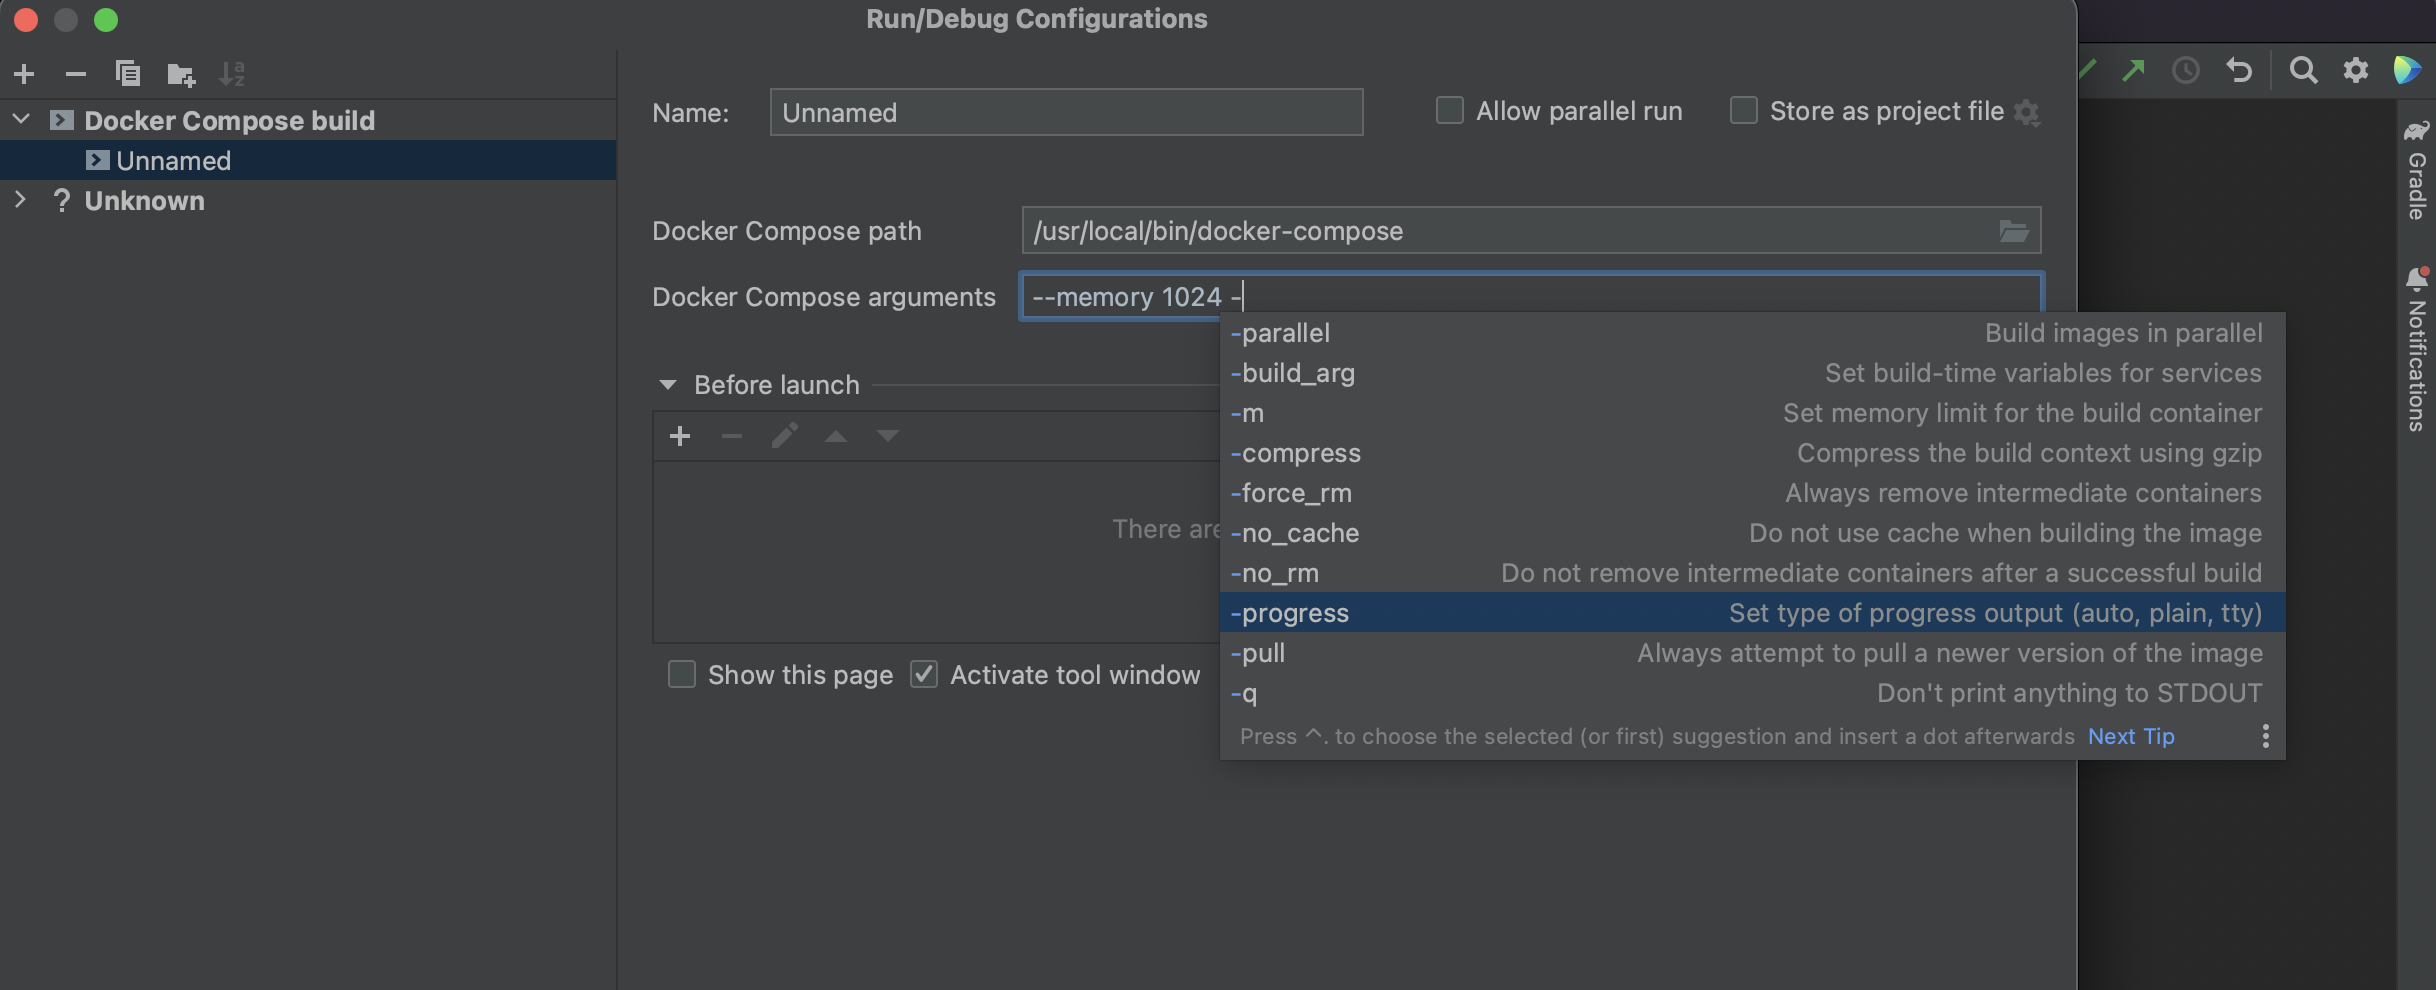 Run/Debug Configurations
Docker Compose build
Unnamed
? Unknown
Name: Unnamed
Allow parallel run
Store as project file
Docker Compose path /usr/local/bin/docker-compose
Docker Compose arguments --memory 1024 -
-parallel Build images in parallel
-build_arg Set build-time variables for services
-m Set memory limit for the build container
-compress Compress the build context using gzip
-force_rm Always remove intermediate containers
-no_cache Do not use cache when building the image
-no_rm Do not remove intermediate containers after a successful build
-progress Set type of progress output (auto, plain, tty)
-pull Always attempt to pull a newer version of the image
-q Don't print anything to STDOUT
Press ^. to choose the selected (or first) suggestion and insert a dot afterwards Next Tip
Before launch
There are
Show this page
Activate tool window
Gradle
Notifications